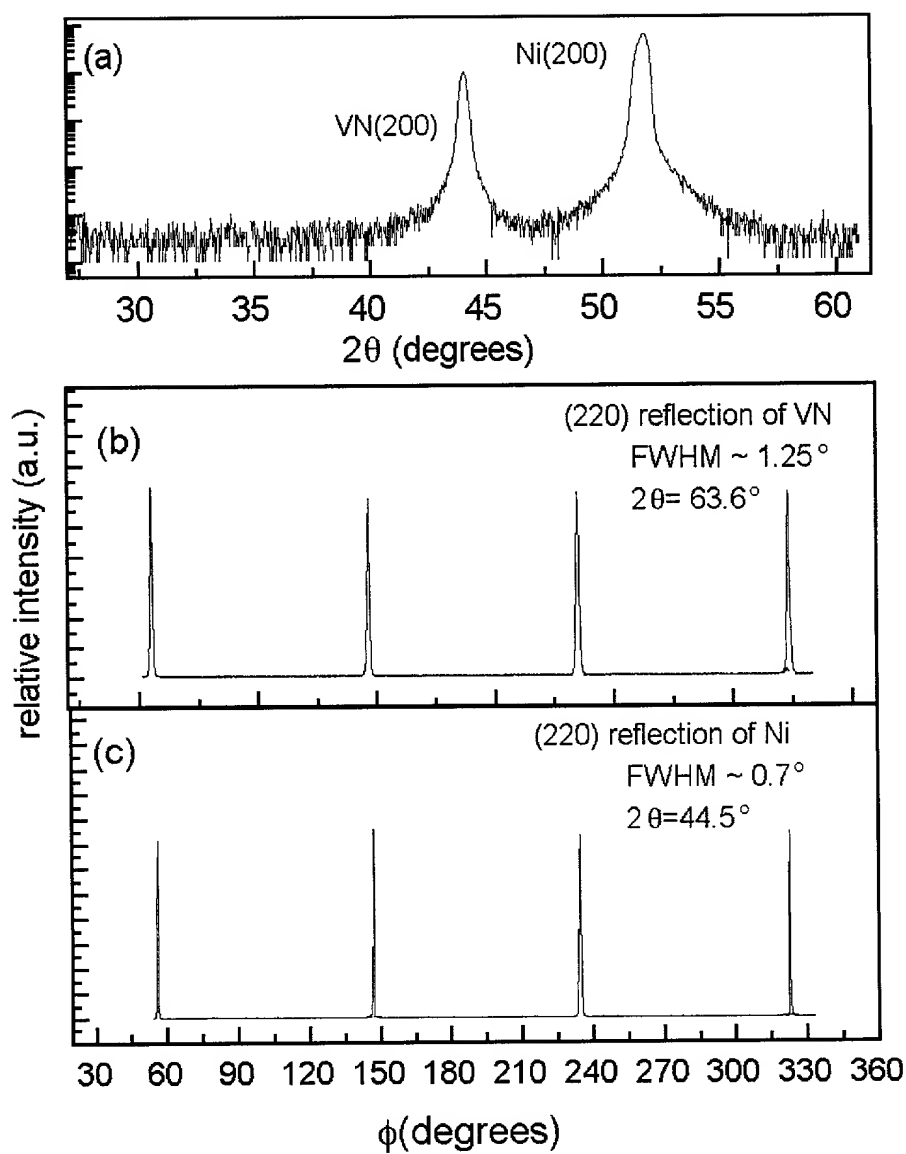 (a)
Ni(200)
VN(200)
30 35 40 45 50 55 60
2θ (degrees)
relative intensity (a.u.)
(b)
(220) reflection of VN
FWHM ~ 1.25°
2θ= 63.6°
(c)
(220) reflection of Ni
FWHM ~ 0.7°
2θ=44.5°
30 60 90 120 150 180 210 240 270 300 330 360
ϕ(degrees)